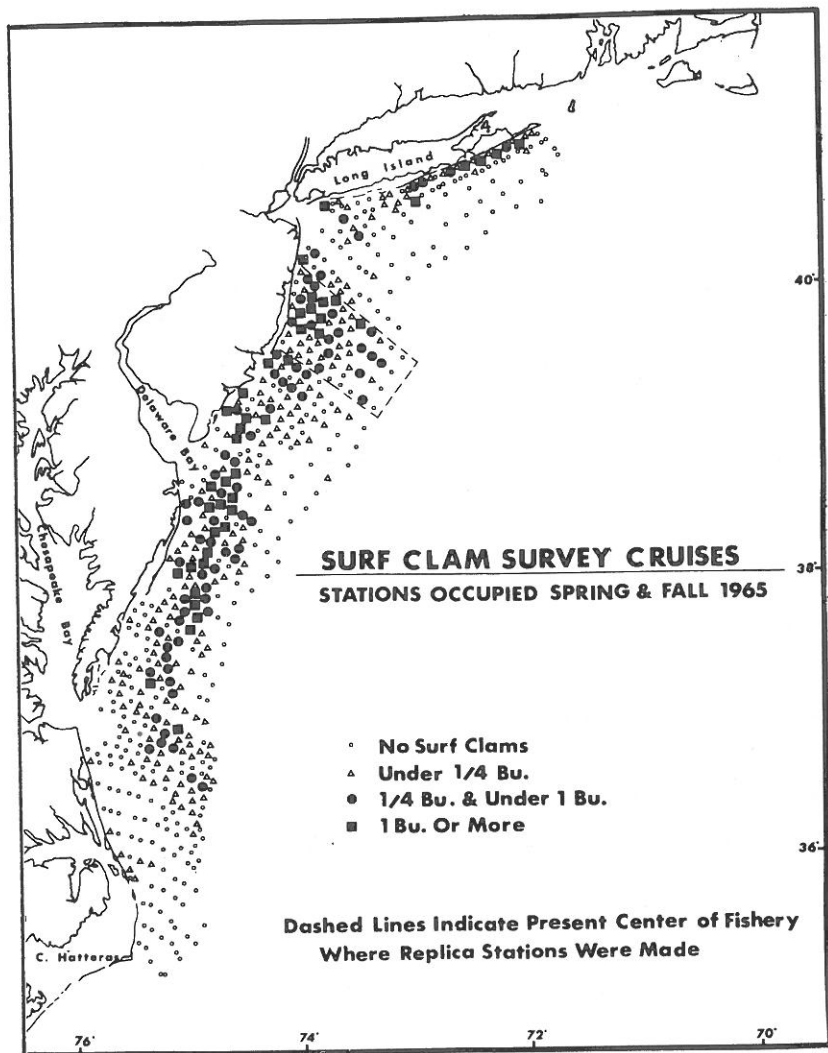 Long Island
40°
Delaware Bay
Chesapeake Bay
SURF CLAM SURVEY CRUISES
38°
STATIONS OCCUPIED SPRING & FALL 1965
No Surf Clams
Under 1/4 Bu.
1/4 Bu. & Under 1 Bu.
1 Bu. Or More
36°
Dashed Lines Indicate Present Center of Fishery
Where Replica Stations Were Made
C. Hatteras
76°
74°
72°
70°